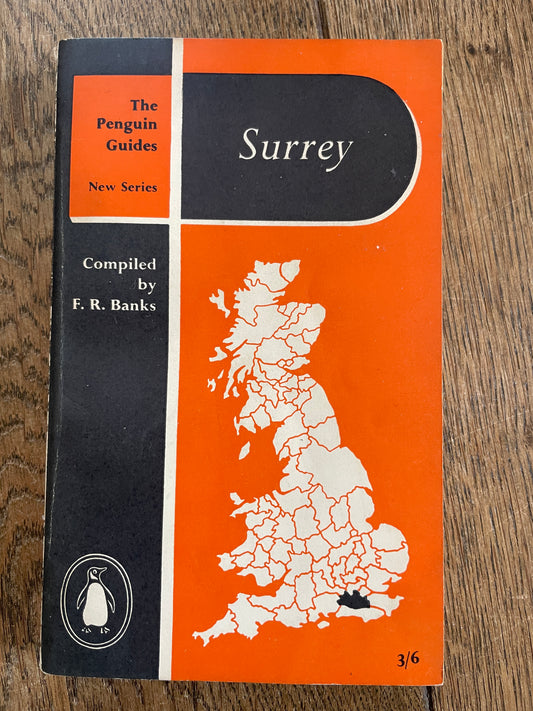 The
Penguin
Guides
New Series
Surrey
Compiled
by
F. R. Banks
3/6